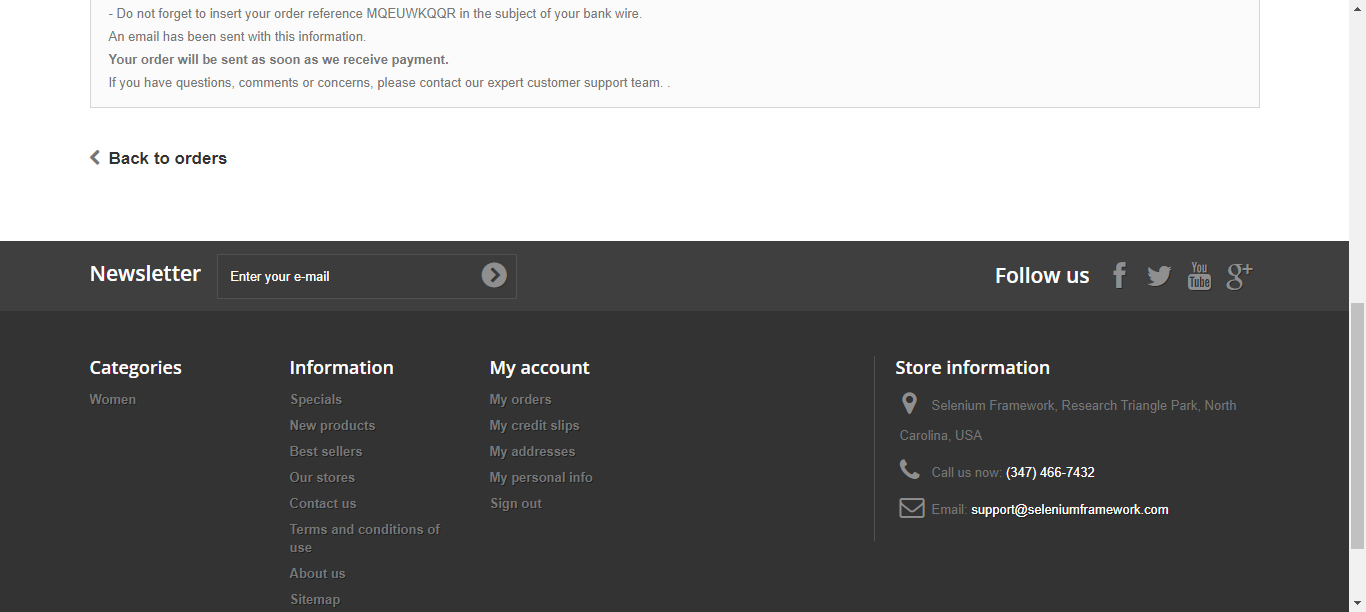 - Do not forget to insert your order reference MQEUWKQQR in the subject of your bank wire.
An email has been sent with this information.
Your order will be sent as soon as we receive payment.
If you have questions, comments or concerns, please contact our expert customer support team. .
Back to orders
Newsletter
Enter your e-mail
Follow us
You
Tube
g+
Categories
Women
Information
Specials
New products
Best sellers
Our stores
Contact us
Terms and conditions of
use
About us
Sitemap
My account
My orders
My credit slips
My addresses
My personal info
Sign out
Store information
Selenium Framework, Research Triangle Park, North
Carolina, USA
Call us now: (347) 466-7432
Email: support@seleniumframework.com